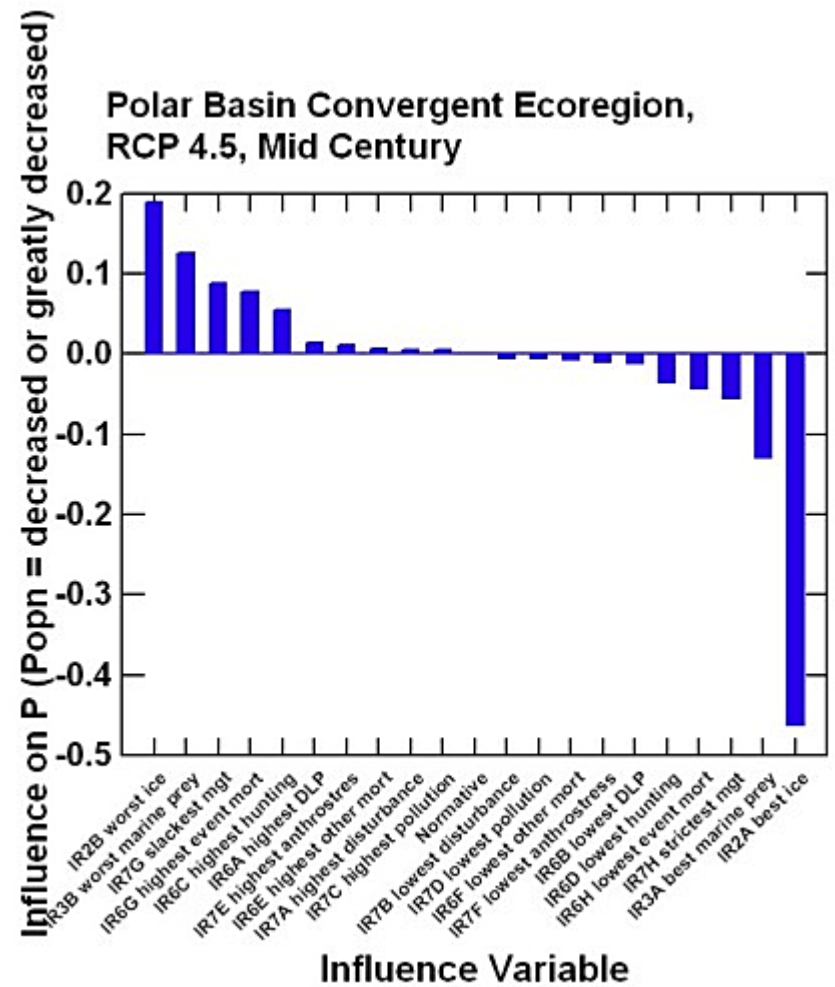 Influence on P (Popn = decreased or greatly decreased)
Polar Basin Convergent Ecoregion,
RCP 4.5, Mid Century
0.2
0.1
0.0
-0.1
-0.2
-0.3
-0.4
-0.5
IR2B worst ice
IR3B worst marine prey
IR7G slackest mgt
IR6G highest event mort
IR6C highest hunting
IR6A highest DLP
IR7E highest anthrostres
IR6E highest other mort
IR7A highest disturbance
IR7C highest pollution
Normative
IR7B lowest disturbance
IR7D lowest pollution
IR6F lowest other mort
IR7F lowest anthrostress
IR6B lowest DLP
IR6D lowest hunting
IR6H lowest event mort
IR7H strictest mgt
IR3A best marine prey
IR2A best ice
Influence Variable